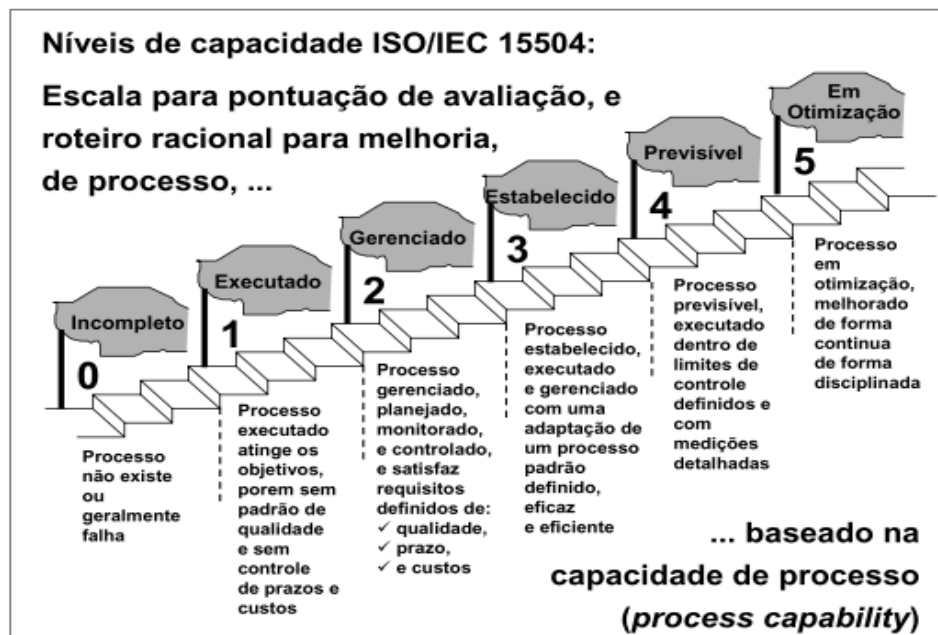 Níveis de capacidade ISO/IEC 15504:
Escala para pontuação de avaliação, e
roteiro racional para melhoria,
de processo, ...
Incompleto
0
Processo
não existe
ou
geralmente
falha
Executado
1
Processo
executado
atinge os
objetivos,
porem sem
padrão de
qualidade
e sem
controle
de prazos e
custos
Gerenciado
2
Processo
gerenciado,
planejado,
monitorado,
e controlado,
e satisfaz
requisitos
definidos de:
✓ qualidade,
✓ prazo,
✓ e custos
Estabelecido
3
Processo
estabelecido,
executado
e gerenciado
com uma
adaptação de
um processo
padrão
definido,
eficaz
e eficiente
Previsível
4
Processo
previsível,
executado
dentro de
limites de
controle
definidos e
com
medições
detalhadas
Em
Otimização
5
Processo
em
otimização,
melhorado
de forma
continua
de forma
disciplinada
... baseado na
capacidade de processo
(process capability)